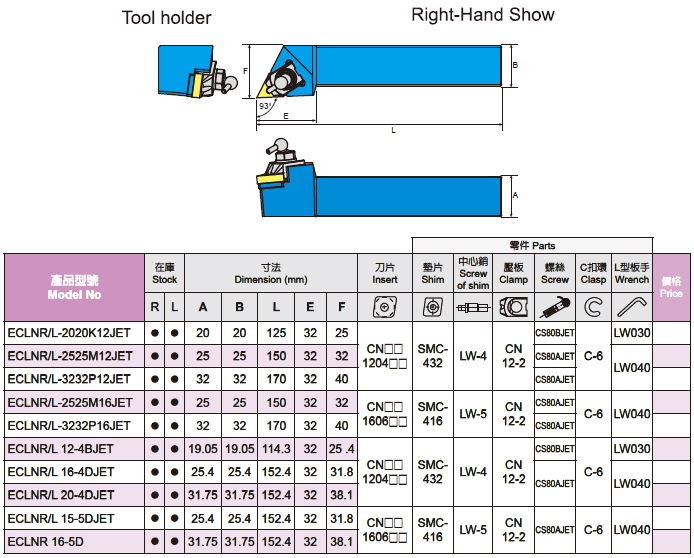 Tool holder
Right-Hand Show
F
93°
E
L
B
A
零件 Parts
產品型號
Model No
在庫
Stock
寸法
Dimension (mm)
刀片
Insert
墊片
Shim
中心銷
Screw
of shim
壓板
Clamp
螺絲
Screw
C扣環
Clasp
L型板手
Wrench
價格
Price
R L A B L E F
ECLNR/L-2020K12JET ● ● 20 20 125 32 25 CS80BJET LW030
ECLNR/L-2525M12JET ● ● 25 25 150 32 32 CN□□ 1204□□ SMC-432 LW-4 CN 12-2 CS80AJET C-6 LW040
ECLNR/L-3232P12JET ● ● 32 32 170 32 40 CS80AJET
ECLNR/L-2525M16JET ● ● 25 25 150 32 32 CN□□ 1606□□ SMC-416 LW-5 CN 12-2 CS80AJET C-6 LW040
ECLNR/L-3232P16JET ● ● 32 32 170 32 40 CS80AJET
ECLNR/L 12-4BJET ● ● 19.05 19.05 114.3 32 25 .4 CS80BJET LW030
ECLNR/L 16-4DJET ● ● 25.4 25.4 152.4 32 31.8 CN□□ 1204□□ SMC-432 LW-4 CN 12-2 CS80AJET C-6 LW040
ECLNR/L 20-4DJET ● ● 31.75 31.75 152.4 32 38.1
ECLNR/L 15-5DJET ● ● 25.4 25.4 152.4 32 31.8 CN□□ 1606□□ SMC-416 LW-5 CN 12-2 CS80AJET C-6 LW040
ECLNR 16-5D ● ● 31.75 31.75 152.4 32 38.1